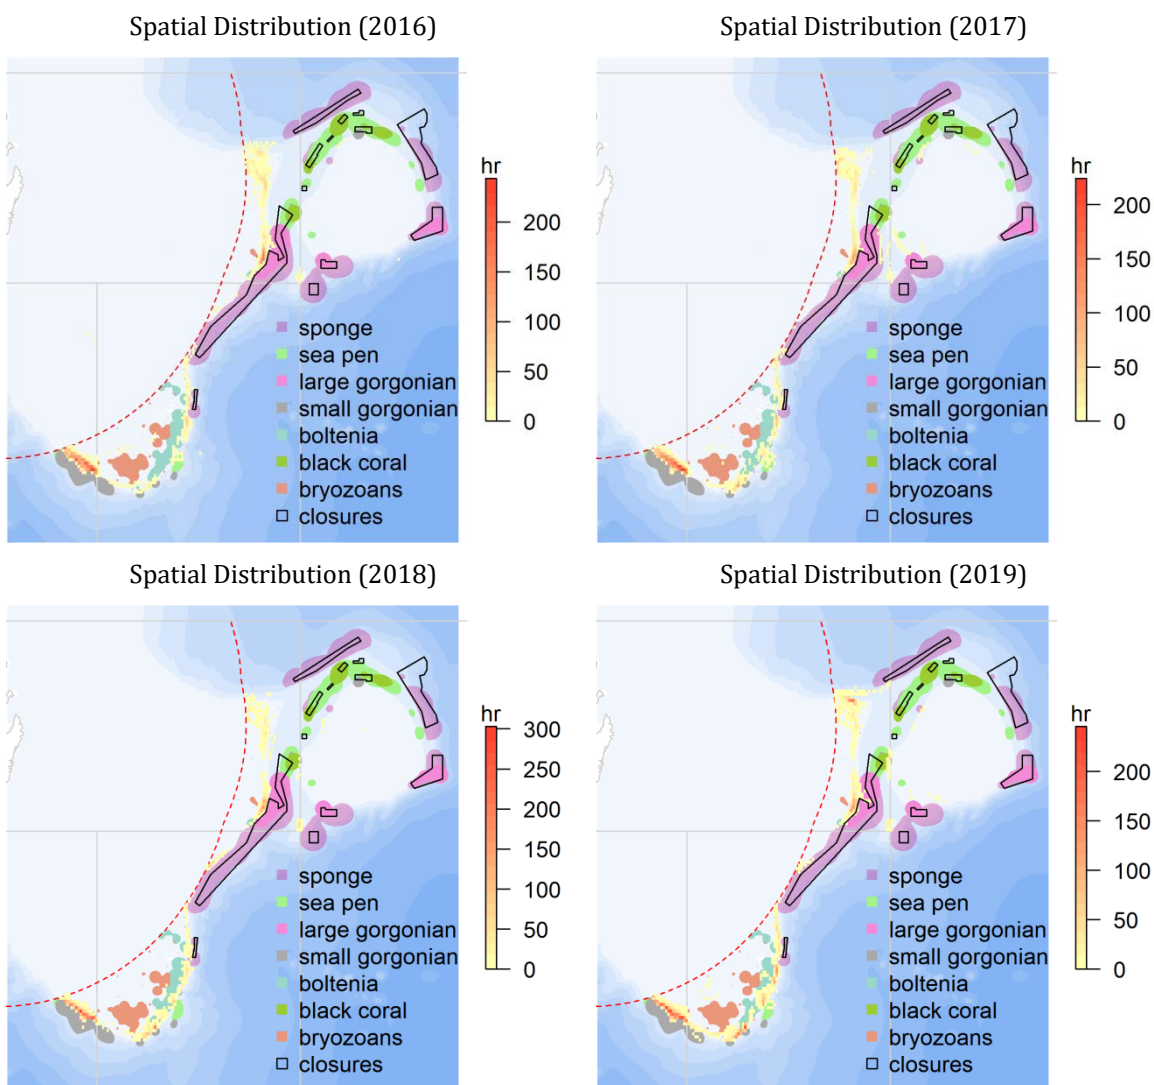 Spatial Distribution (2016)
Spatial Distribution (2017)
hr
200
150
100
50
0
sponge
sea pen
large gorgonian
small gorgonian
boltenia
black coral
bryozoans
closures
hr
200
150
100
50
0
sponge
sea pen
large gorgonian
small gorgonian
boltenia
black coral
bryozoans
closures
Spatial Distribution (2018)
Spatial Distribution (2019)
hr
300
250
200
150
100
50
0
sponge
sea pen
large gorgonian
small gorgonian
boltenia
black coral
bryozoans
closures
hr
200
150
100
50
0
sponge
sea pen
large gorgonian
small gorgonian
boltenia
black coral
bryozoans
closures